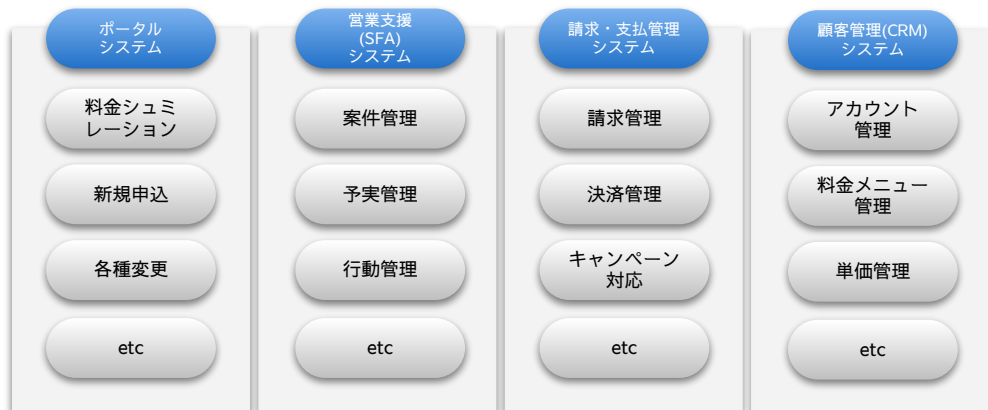 ポータル
システム
料金シュミ
レーション
新規申込
各種変更
etc
営業支援
(SFA)
システム
案件管理
予実管理
行動管理
etc
請求・支払管理
システム
請求管理
決済管理
キャンペーン
対応
etc
顧客管理(CRM)
システム
アカウント
管理
料金メニュー
管理
単価管理
etc